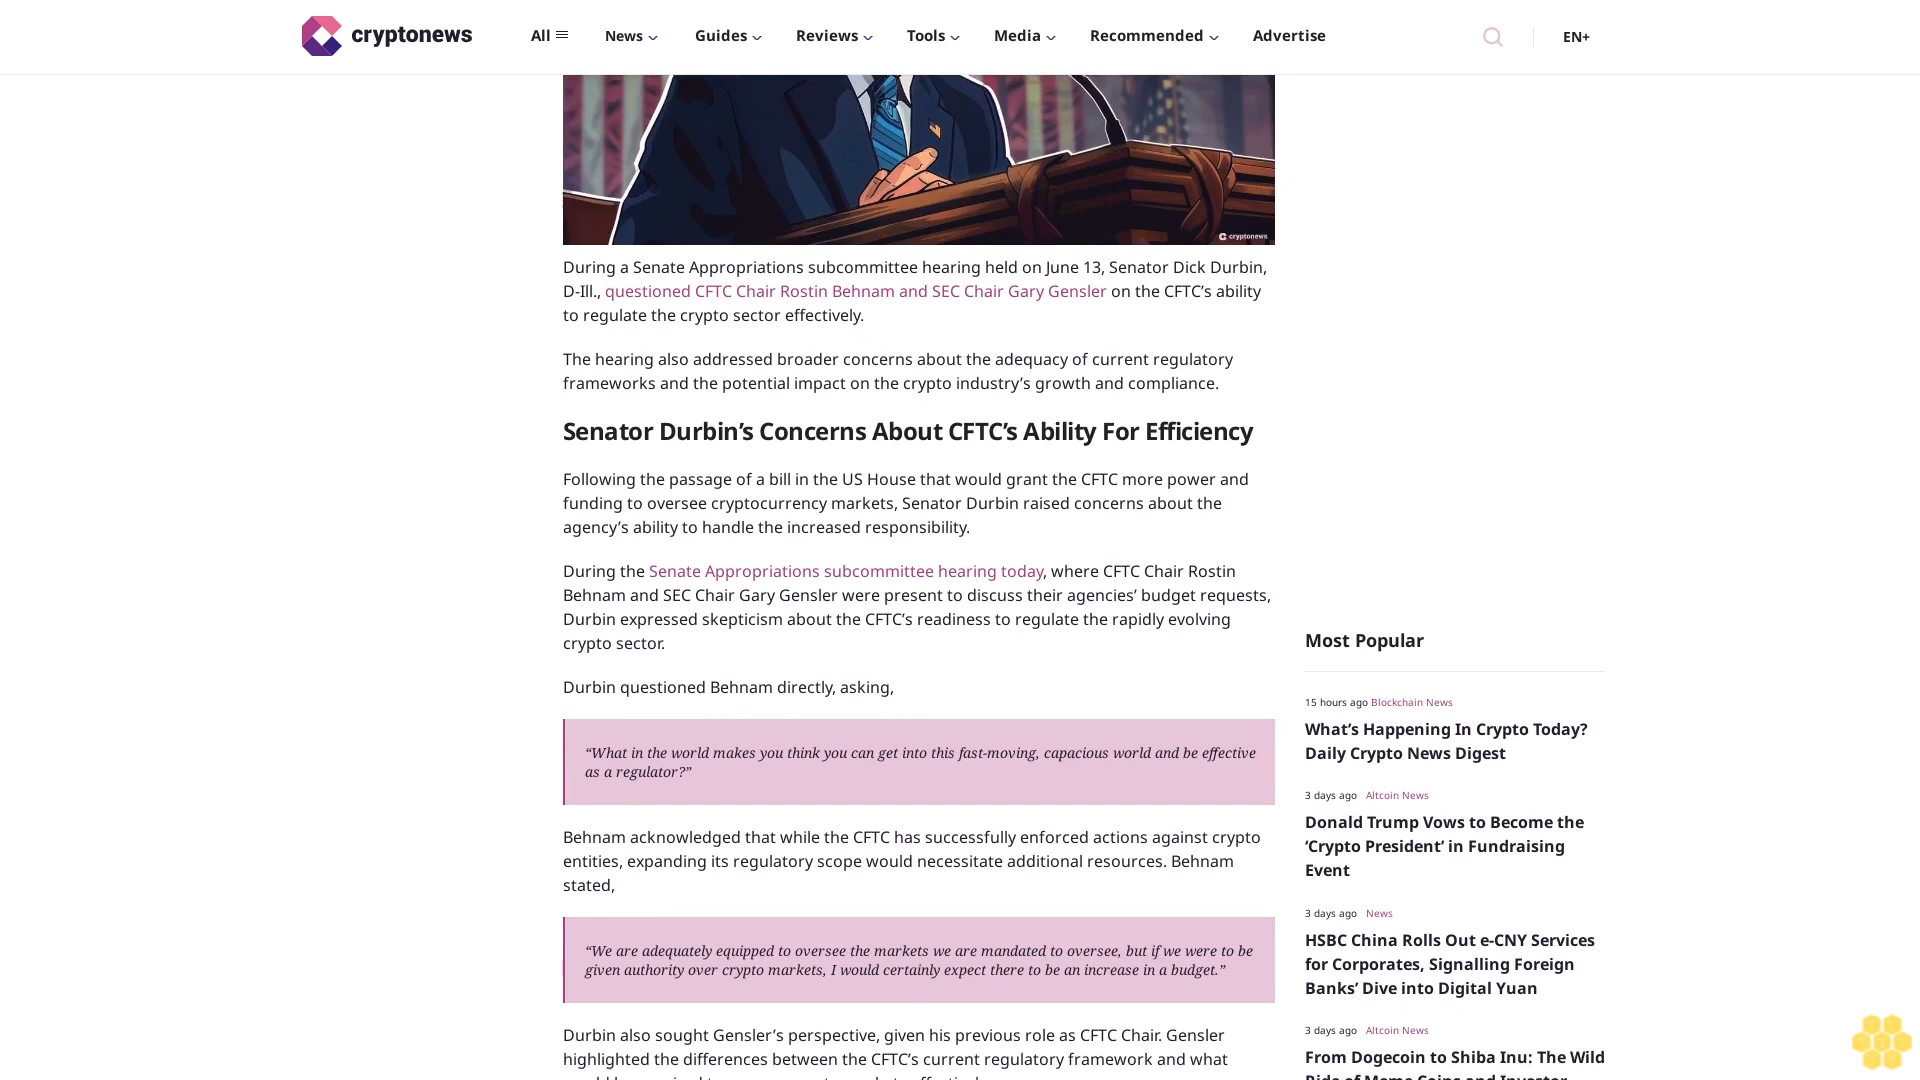 cryptonews
All
News
Guides
Reviews
Tools
Media
Recommended
Advertise
EN+
cryptonews
During a Senate Appropriations subcommittee hearing held on June 13, Senator Dick Durbin,
D-Ill., questioned CFTC Chair Rostin Behnam and SEC Chair Gary Gensler on the CFTC’s ability
to regulate the crypto sector effectively.
The hearing also addressed broader concerns about the adequacy of current regulatory
frameworks and the potential impact on the crypto industry’s growth and compliance.
Senator Durbin’s Concerns About CFTC’s Ability For Efficiency
Following the passage of a bill in the US House that would grant the CFTC more power and
funding to oversee cryptocurrency markets, Senator Durbin raised concerns about the
agency’s ability to handle the increased responsibility.
During the Senate Appropriations subcommittee hearing today, where CFTC Chair Rostin
Behnam and SEC Chair Gary Gensler were present to discuss their agencies’ budget requests,
Durbin expressed skepticism about the CFTC’s readiness to regulate the rapidly evolving
crypto sector.
Durbin questioned Behnam directly, asking,
“What in the world makes you think you can get into this fast-moving, capacious world and be effective
as a regulator?”
Behnam acknowledged that while the CFTC has successfully enforced actions against crypto
entities, expanding its regulatory scope would necessitate additional resources. Behnam
stated,
“We are adequately equipped to oversee the markets we are mandated to oversee, but if we were to be
given authority over crypto markets, I would certainly expect there to be an increase in a budget.”
Durbin also sought Gensler’s perspective, given his previous role as CFTC Chair. Gensler
highlighted the differences between the CFTC’s current regulatory framework and what
Most Popular
15 hours ago Blockchain News
What’s Happening In Crypto Today?
Daily Crypto News Digest
3 days ago Altcoin News
Donald Trump Vows to Become the
‘Crypto President’ in Fundraising
Event
3 days ago News
HSBC China Rolls Out e-CNY Services
for Corporates, Signalling Foreign
Banks’ Dive into Digital Yuan
3 days ago Altcoin News
From Dogecoin to Shiba Inu: The Wild
Ride of Meme Coins and Investor